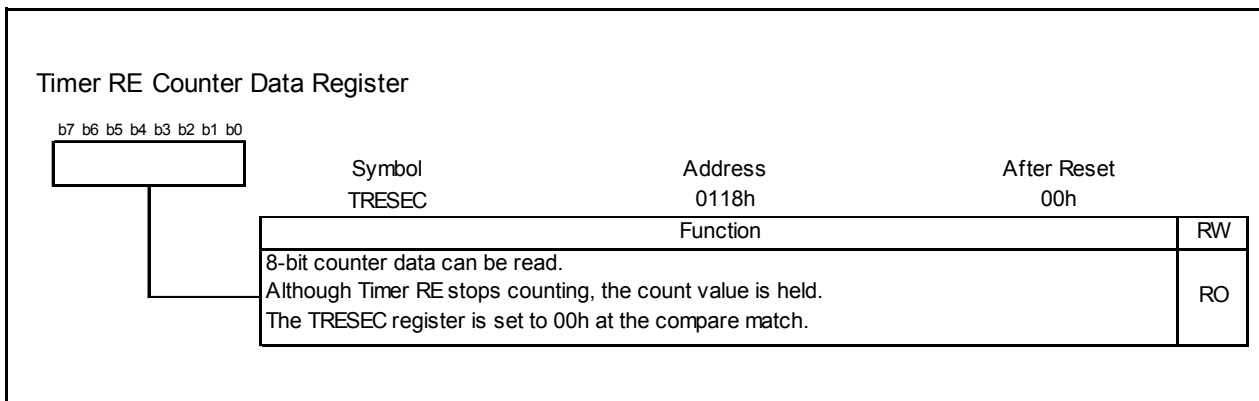 Timer RE Counter Data Register
b7 b6 b5 b4 b3 b2 b1 b0
Symbol Address After Reset
TRESEC 0118h 00h
Function RW
8-bit counter data can be read.
Although Timer RE stops counting, the count value is held.
The TRESEC register is set to 00h at the compare match.
RO